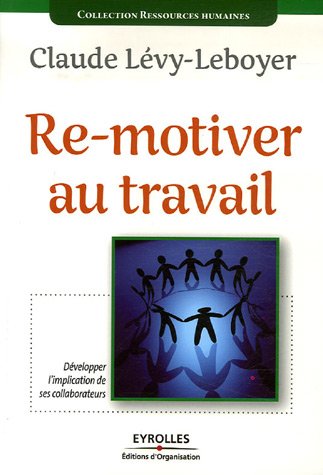 COLLECTION RESSOURCES HUMAINES
Claude Lévy-Leboyer
Re-motiver
au travail
Développer
l'implication de
ses collaborateurs
EYROLLES
Éditions d'Organisation